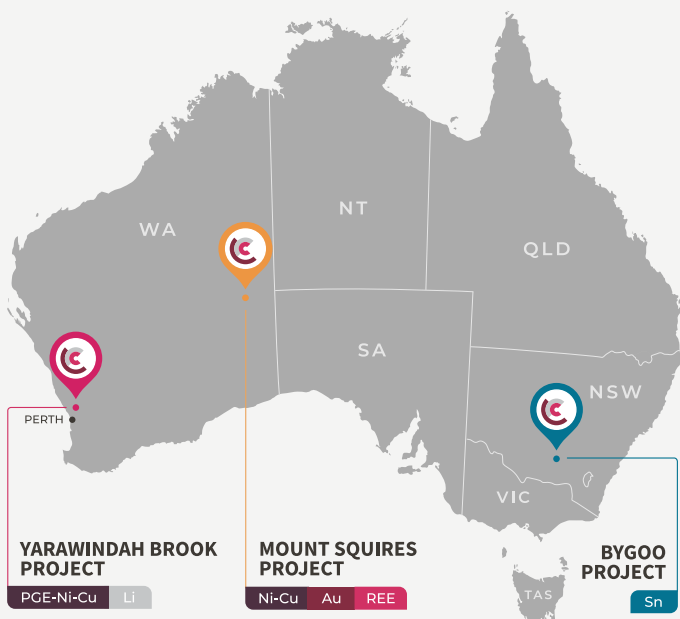 WA
NT
QLD
SA
NSW
PERTH
VIC
YARAWINDAH BROOK
PROJECT
PGE-Ni-Cu Li
MOUNT SQUIRES
PROJECT
Ni-Cu Au REE
BYGOO
PROJECT
Sn
TAS